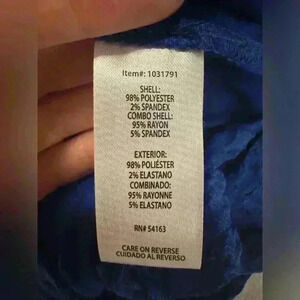 Item#: 1031791
SHELL:
98% POLYESTER
2% SPANDEX
COMBO SHELL:
95% RAYON
5% SPANDEX
EXTERIOR:
98% POLIÉSTER
2% ELASTANO
COMBINADO:
95% RAYONNE
5% ELASTANO
RN# 54163
CARE ON REVERSE
CUIDADO AL REVERSO